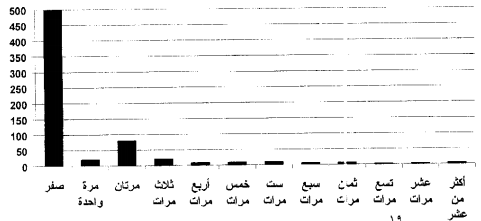 500
450
400
350
300
250
200
150
100
50
0
صفر
مرة واحدة
مرتان
ثلاث مرات
أربع مرات
خمس مرات
ست مرات
سبع مرات
ثمان مرات
تسع مرات
عشر مرات
أكثر من عشر
١٩